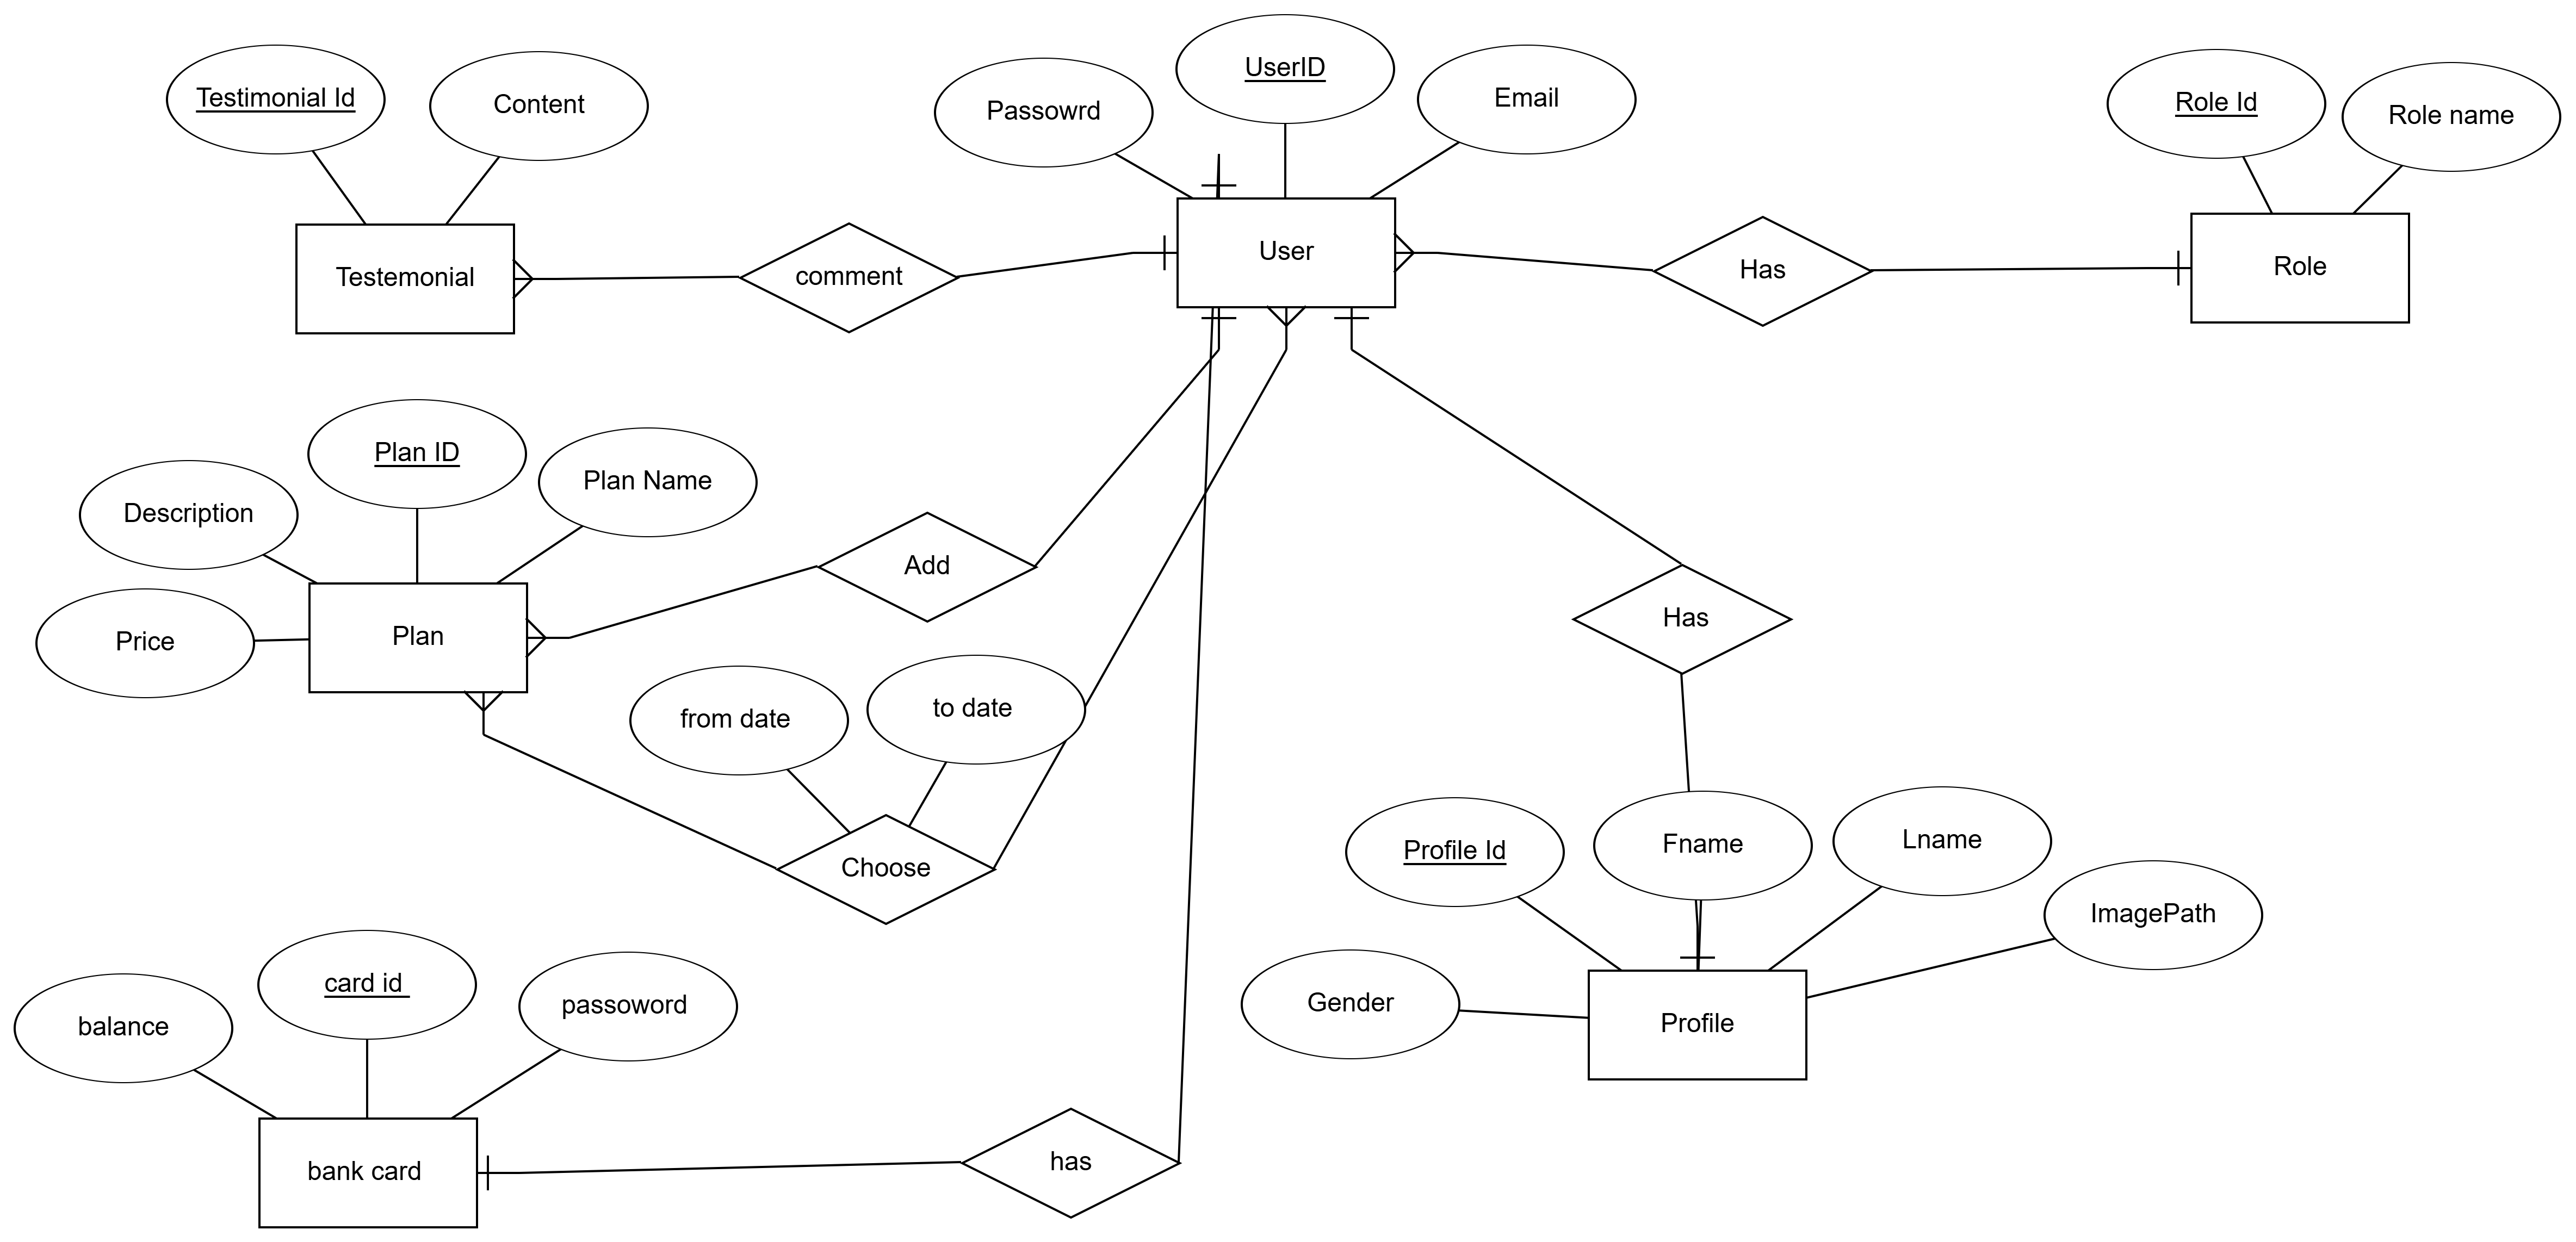 UserID
Testimonial Id
Content
Passowrd
Email
Role Id
Role name
Testemonial
comment
User
Has
Role
Plan ID
Plan Name
Description
Add
Price
Plan
Has
from date
to date
Choose
Profile Id
Fname
Lname
ImagePath
card id
balance
passoword
Gender
Profile
bank card
has